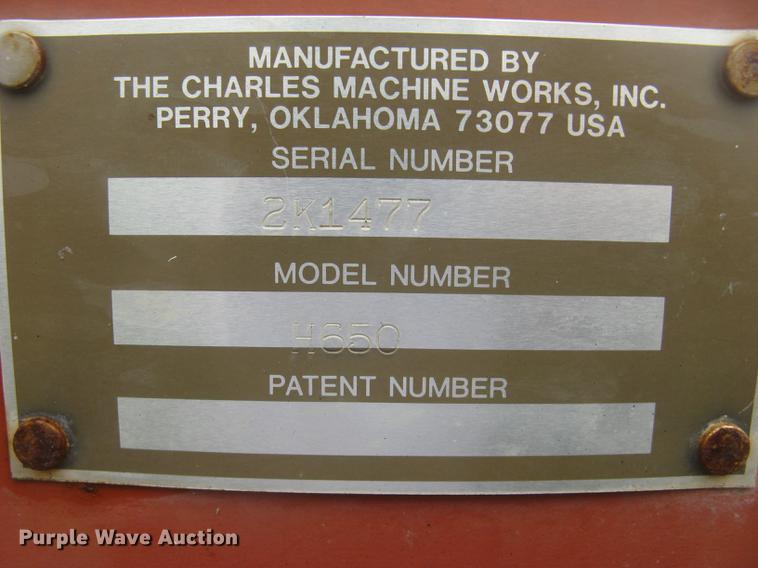 MANUFACTURED BY
THE CHARLES MACHINE WORKS, INC.
PERRY, OKLAHOMA 73077 USA
SERIAL NUMBER
2K1477
MODEL NUMBER
H650
PATENT NUMBER
Purple Wave Auction®